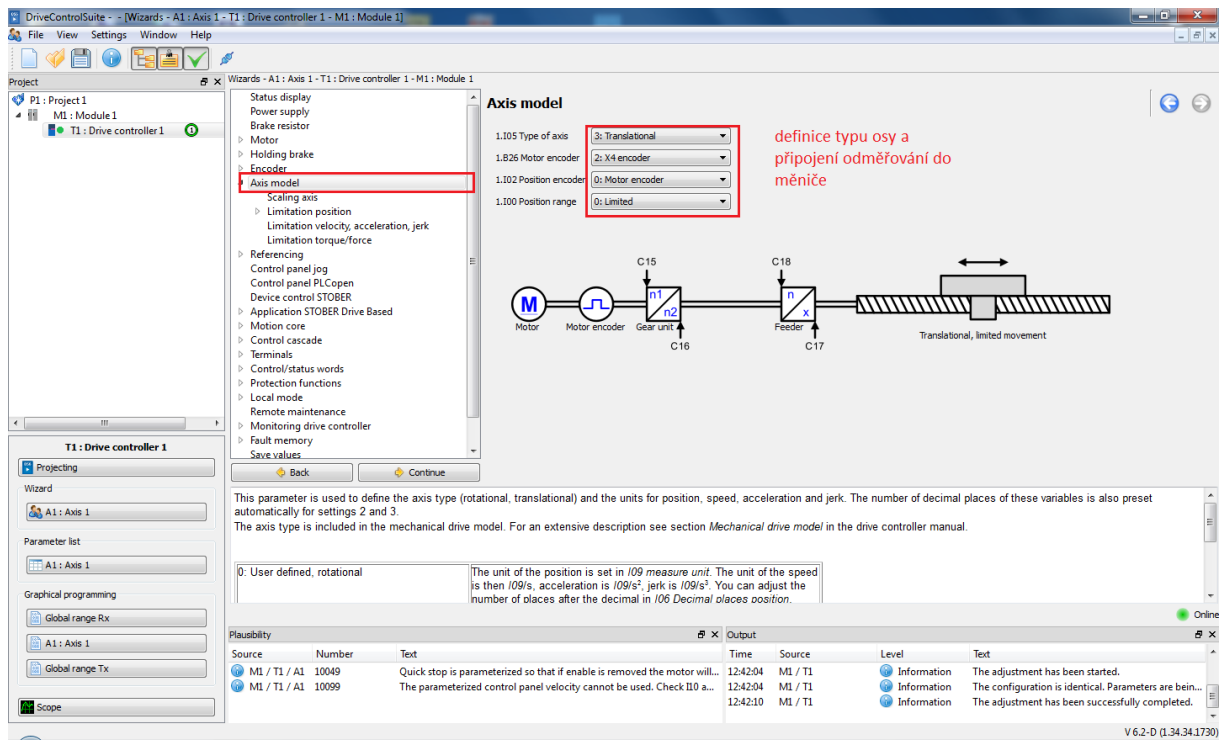 DriveControlSuite - - [Wizards - A1 : Axis 1 - T1 : Drive controller 1 - M1 : Module 1]
File View Settings Window Help
Project
P1 : Project 1
M1 : Module 1
T1 : Drive controller 1
Wizards - A1 : Axis 1 - T1 : Drive controller 1 - M1 : Module 1
Status display
Power supply
Brake resistor
Motor
Holding brake
Encoder
Axis model
Scaling axis
Limitation position
Limitation velocity, acceleration, jerk
Limitation torque/force
Referencing
Control panel jog
Control panel PLCopen
Device control STOBER
Application STOBER Drive Based
Motion core
Control cascade
Terminals
Control/status words
Protection functions
Local mode
Remote maintenance
Monitoring drive controller
Fault memory
Save values
Back Continue
Axis model
1.I05 Type of axis 3: Translational
1.B26 Motor encoder 2: X4 encoder
1.I02 Position encoder 0: Motor encoder
1.I00 Position range 0: Limited
definice typu osy a
připojení odměřování do
měniče
C15 C18
M n1 n2 n x
Motor Motor encoder Gear unit Feeder
C16 C17
Translational, limited movement
T1 : Drive controller 1
Projecting
Wizard
A1 : Axis 1
Parameter list
A1 : Axis 1
Graphical programming
Global range Rx
A1 : Axis 1
Global range Tx
Scope
This parameter is used to define the axis type (rotational, translational) and the units for position, speed, acceleration and jerk. The number of decimal places of these variables is also preset
automatically for settings 2 and 3.
The axis type is included in the mechanical drive model. For an extensive description see section Mechanical drive model in the drive controller manual.
0: User defined, rotational
The unit of the position is set in I09 measure unit. The unit of the speed
is then I09/s, acceleration is I09/s², jerk is I09/s³. You can adjust the
number of places after the decimal in I06 Decimal places position.
Online
Plausibility
Source Number Text
M1 / T1 / A1 10049 Quick stop is parameterized so that if enable is removed the motor will...
M1 / T1 / A1 10099 The parameterized control panel velocity cannot be used. Check I10 a...
Output
Time Source Level Text
12:42:04 M1 / T1 Information The adjustment has been started.
12:42:04 M1 / T1 Information The configuration is identical. Parameters are bein...
12:42:10 M1 / T1 Information The adjustment has been successfully completed.
V 6.2-D (1.34.34.1730)